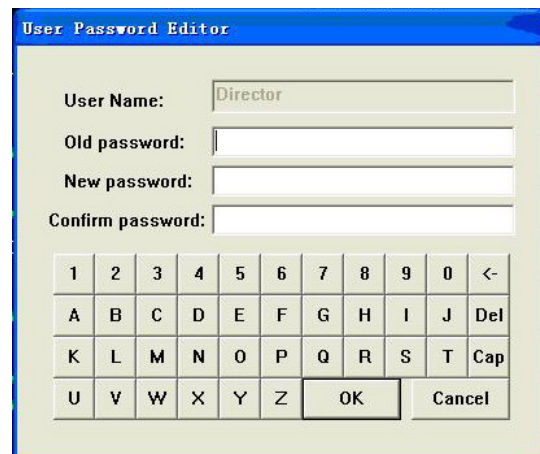 User Password Editor
User Name: Director
Old password:
New password:
Confirm password:
1 2 3 4 5 6 7 8 9 0 <-
A B C D E F G H I J Del
K L M N O P Q R S T Cap
U V W X Y Z OK Cancel